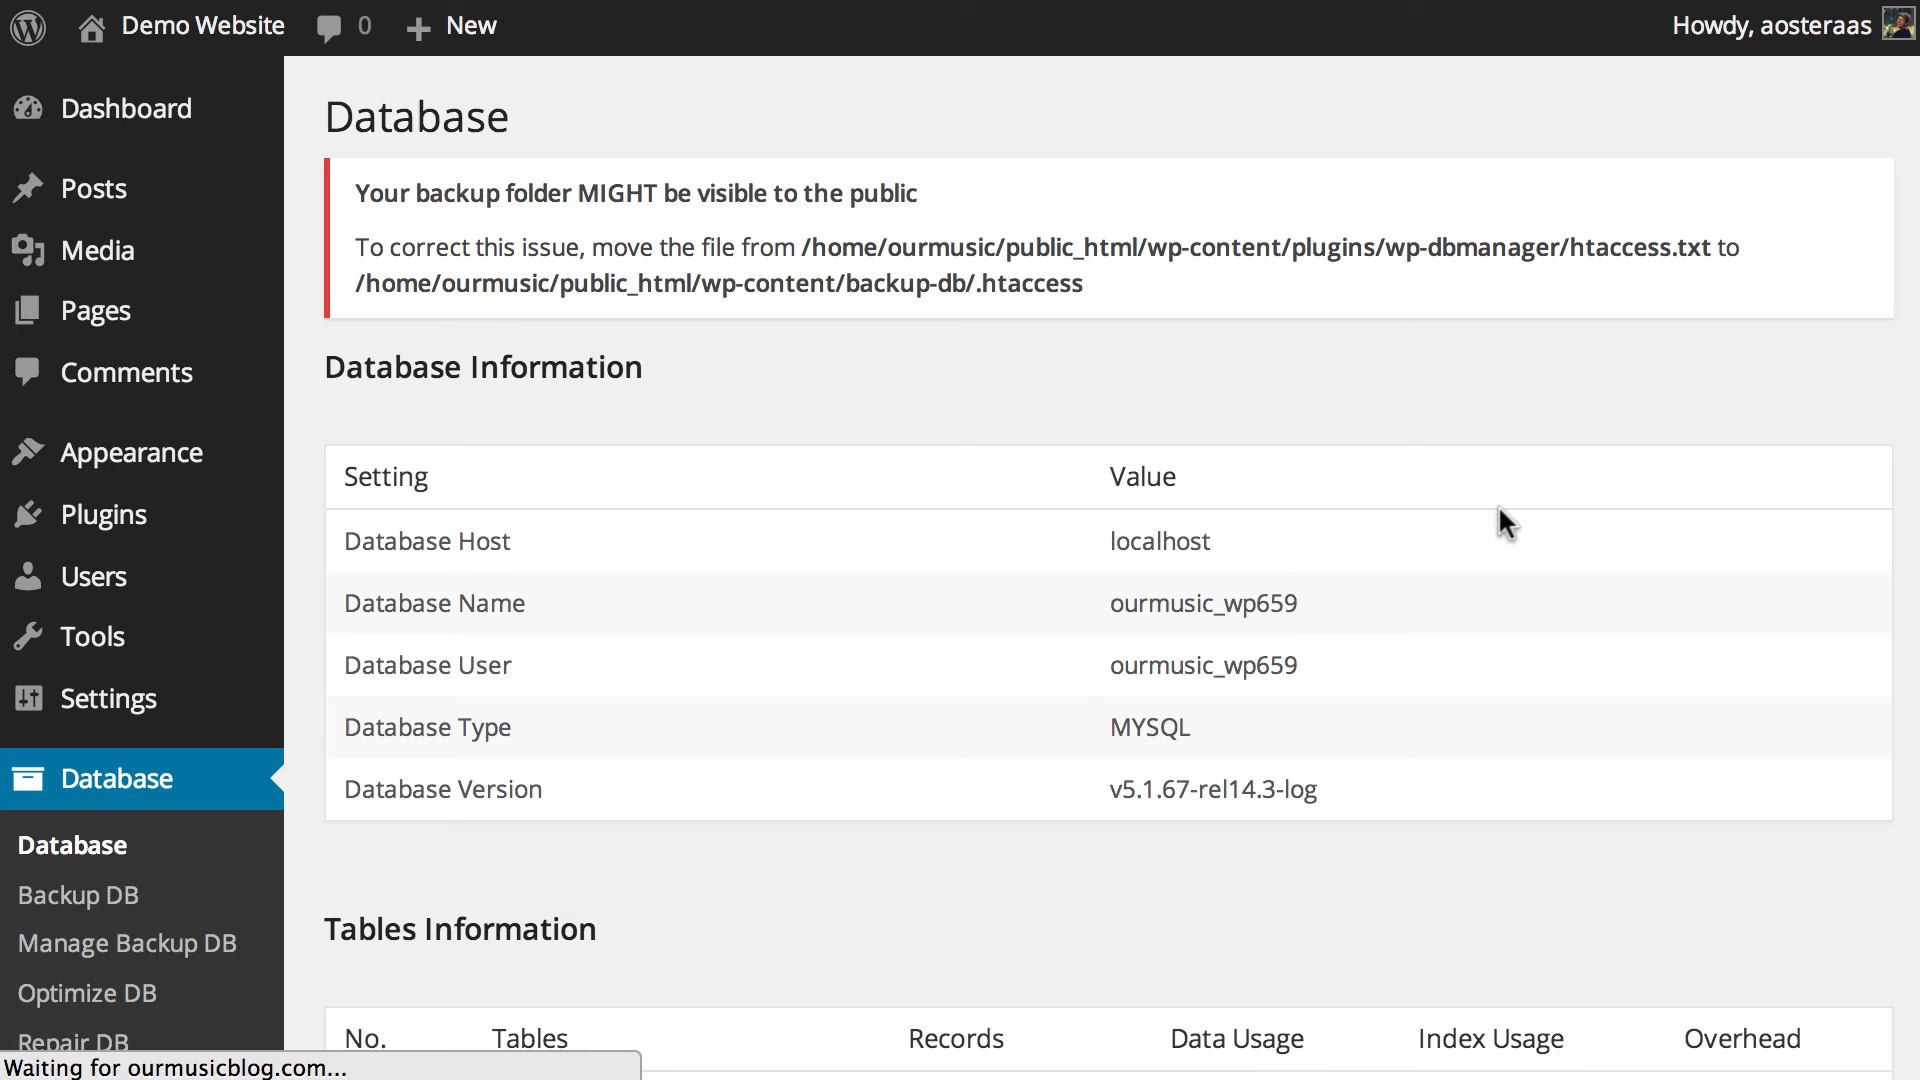 Demo Website 0 New Howdy, aosteraas
Dashboard
Posts
Media
Pages
Comments
Appearance
Plugins
Users
Tools
Settings
Database
Database
Backup DB
Manage Backup DB
Optimize DB
Repair DB
Database
Your backup folder MIGHT be visible to the public
To correct this issue, move the file from /home/ourmusic/public_html/wp-content/plugins/wp-dbmanager/htaccess.txt to
/home/ourmusic/public_html/wp-content/backup-db/.htaccess
Database Information
Setting Value
Database Host localhost
Database Name ourmusic_wp659
Database User ourmusic_wp659
Database Type MYSQL
Database Version v5.1.67-rel14.3-log
Tables Information
No. Tables Records Data Usage Index Usage Overhead
Waiting for ourmusicblog.com...